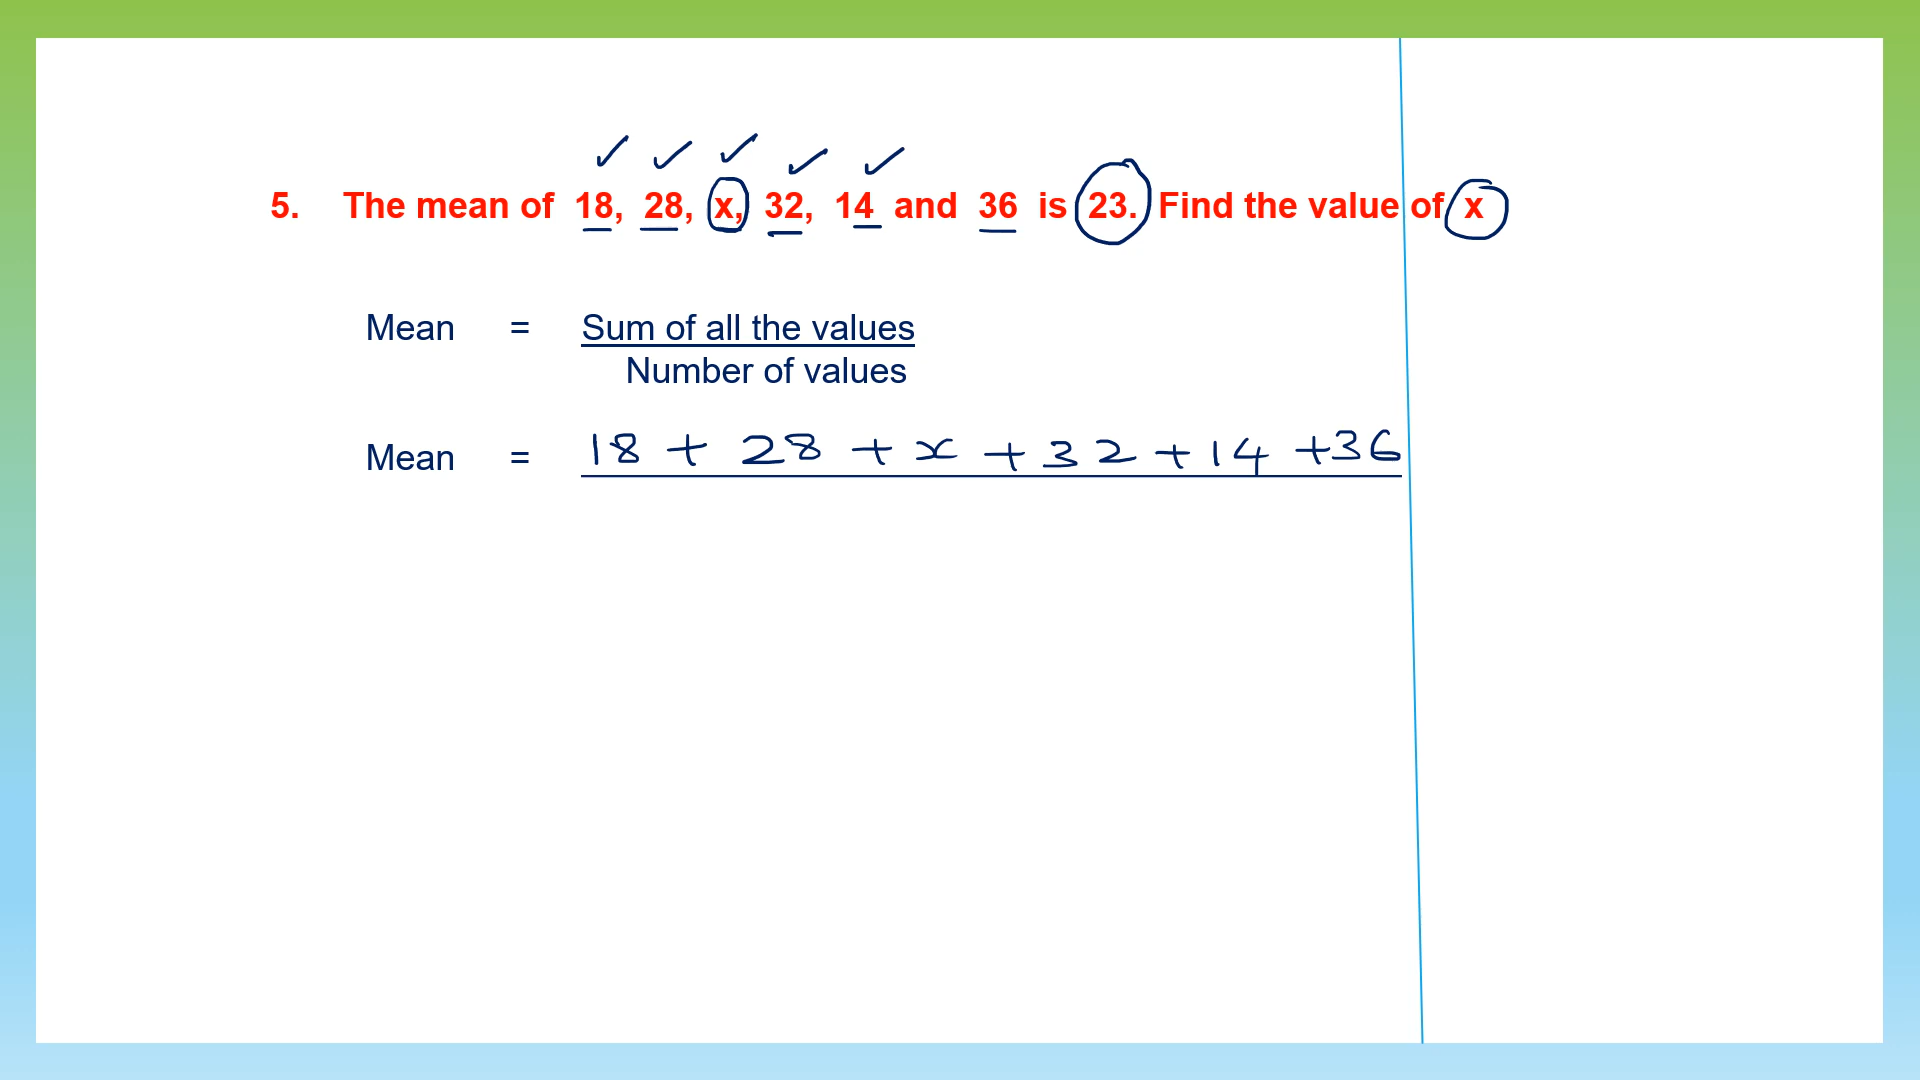 5. The mean of 18, 28, x, 32, 14 and 36 is 23. Find the value of x
Mean = Sum of all the values
Number of values
Mean = 18 + 28 + x + 32 + 14 + 36